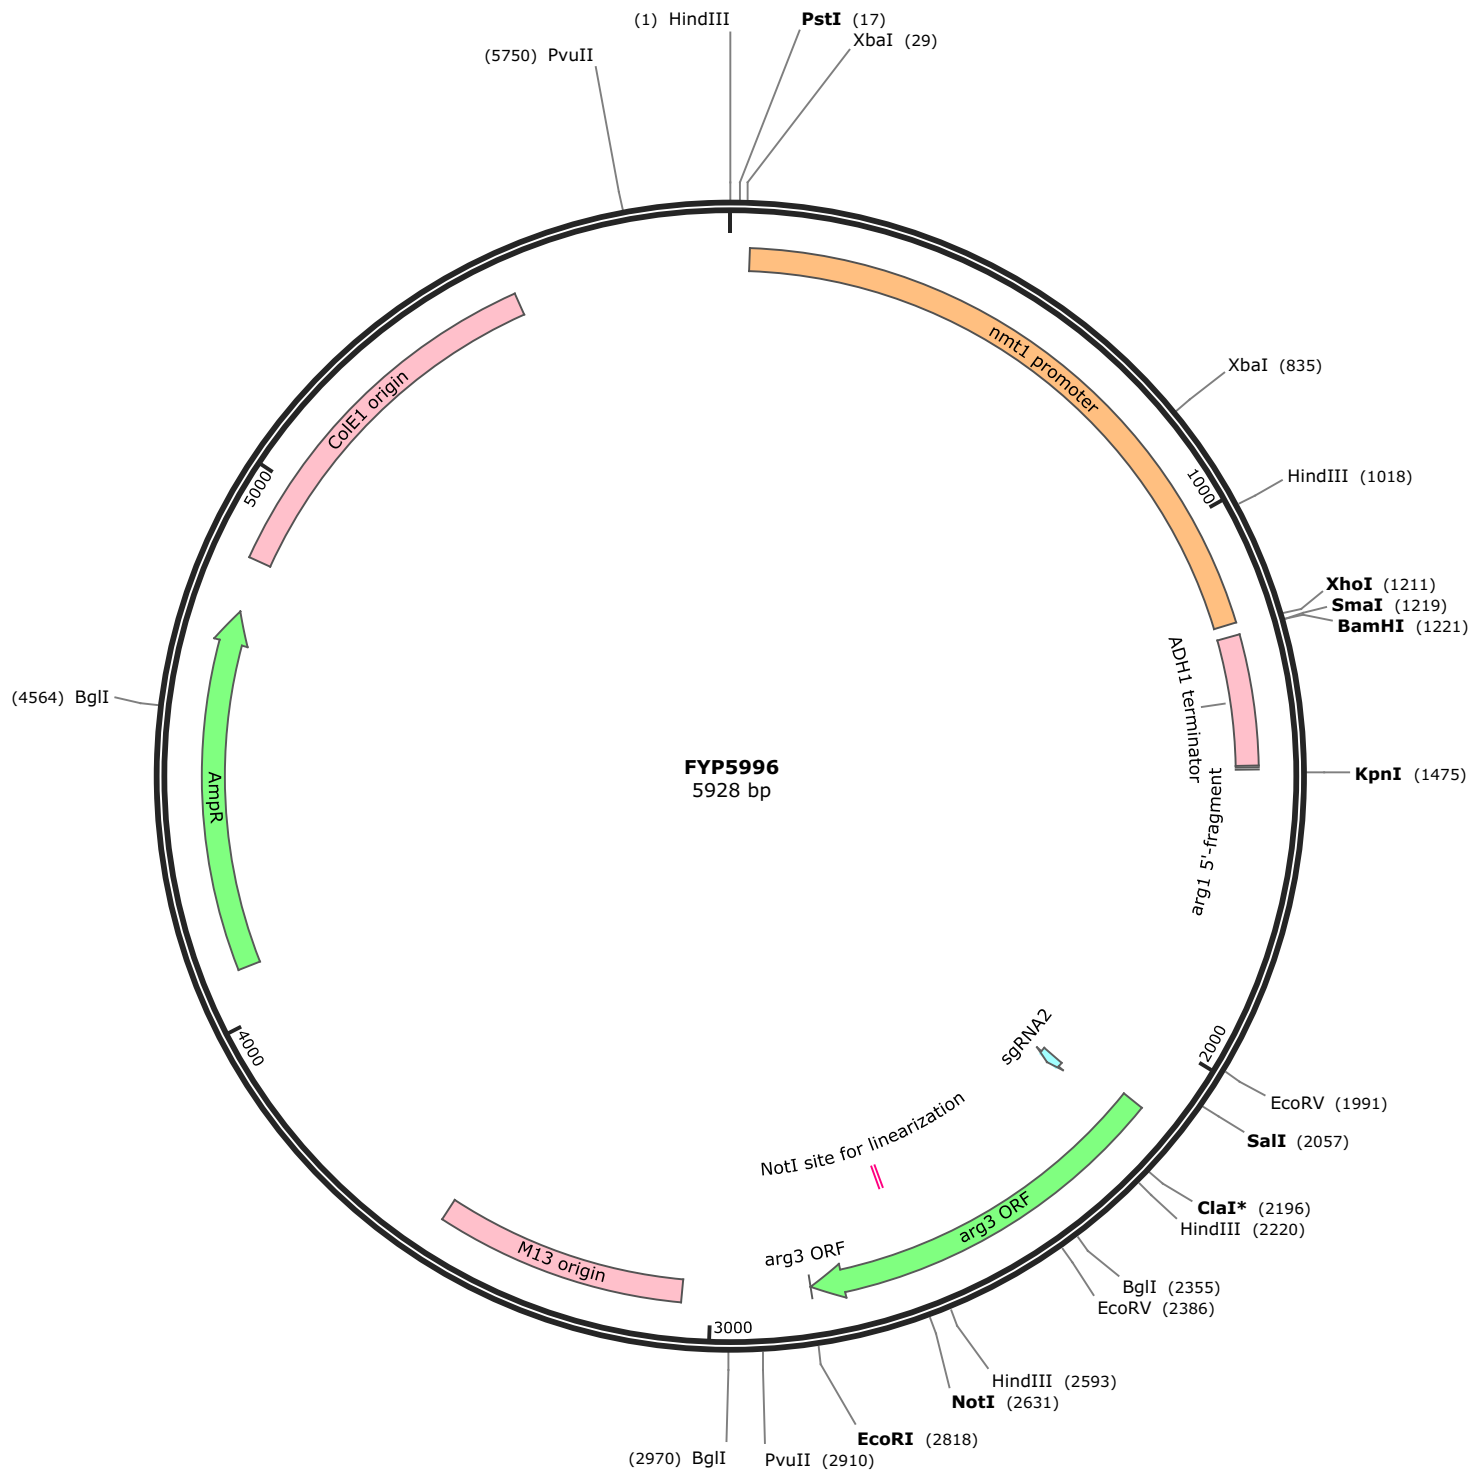 (1) HindIII
PstI (17)
XbaI (29)
(5750) PvuII
nmt1 promoter
ColE1 origin
XbaI (835)
HindIII (1018)
1000
5000
XhoI (1211)
SmaI (1219)
BamHI (1221)
ADH1 terminator
(4564) BglI
AmpR
FYP5996
5928 bp
KpnI (1475)
arg1 5'-fragment
sgRNA2
2000
4000
EcoRV (1991)
SalI (2057)
NotI site for linearization
ClaI* (2196)
HindIII (2220)
arg3 ORF
arg3 ORF
M13 origin
BglI (2355)
EcoRV (2386)
3000
HindIII (2593)
NotI (2631)
EcoRI (2818)
(2970) BglI
PvuII (2910)